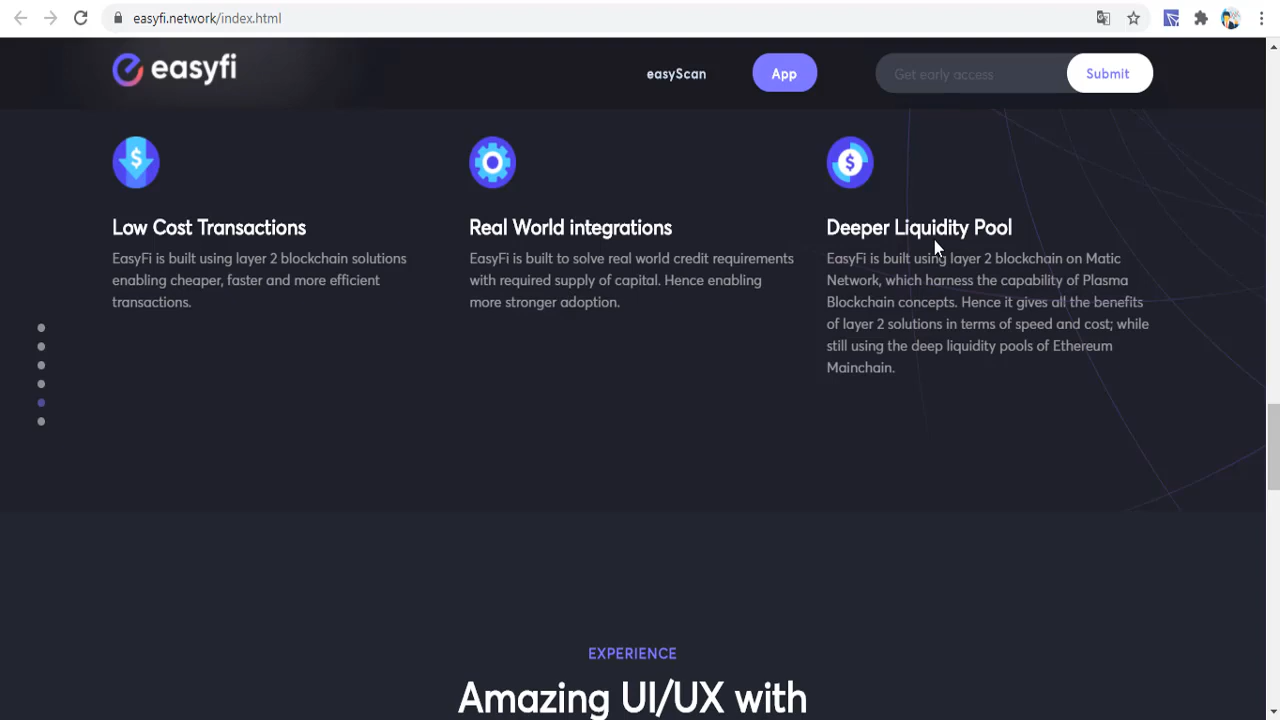 easyfi.network/index.html
easyfi
easyScan
App
Get early access
Submit
Low Cost Transactions
EasyFi is built using layer 2 blockchain solutions
enabling cheaper, faster and more efficient
transactions.
Real World integrations
EasyFi is built to solve real world credit requirements
with required supply of capital. Hence enabling
more stronger adoption.
Deeper Liquidity Pool
EasyFi is built using layer 2 blockchain on Matic
Network, which harness the capability of Plasma
Blockchain concepts. Hence it gives all the benefits
of layer 2 solutions in terms of speed and cost; while
still using the deep liquidity pools of Ethereum
Mainchain.
EXPERIENCE
Amazing UI/UX with